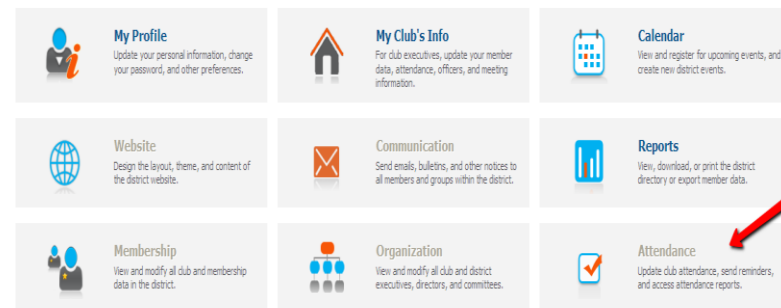 My Profile
Update your personal information, change
your password, and other preferences.
My Club's Info
For club executives, update your member
data, attendance, officers, and meeting
information.
Calendar
View and register for upcoming events, and
create new district events.
Website
Design the layout, theme, and content of
the district website.
Communication
Send emails, bulletins, and other notices to
all members and groups within the district.
Reports
View, download, or print the district
directory or export member data.
Membership
View and modify all club and membership
data in the district.
Organization
View and modify all club and district
executives, directors, and committees.
Attendance
Update club attendance, send reminders,
and access attendance reports.